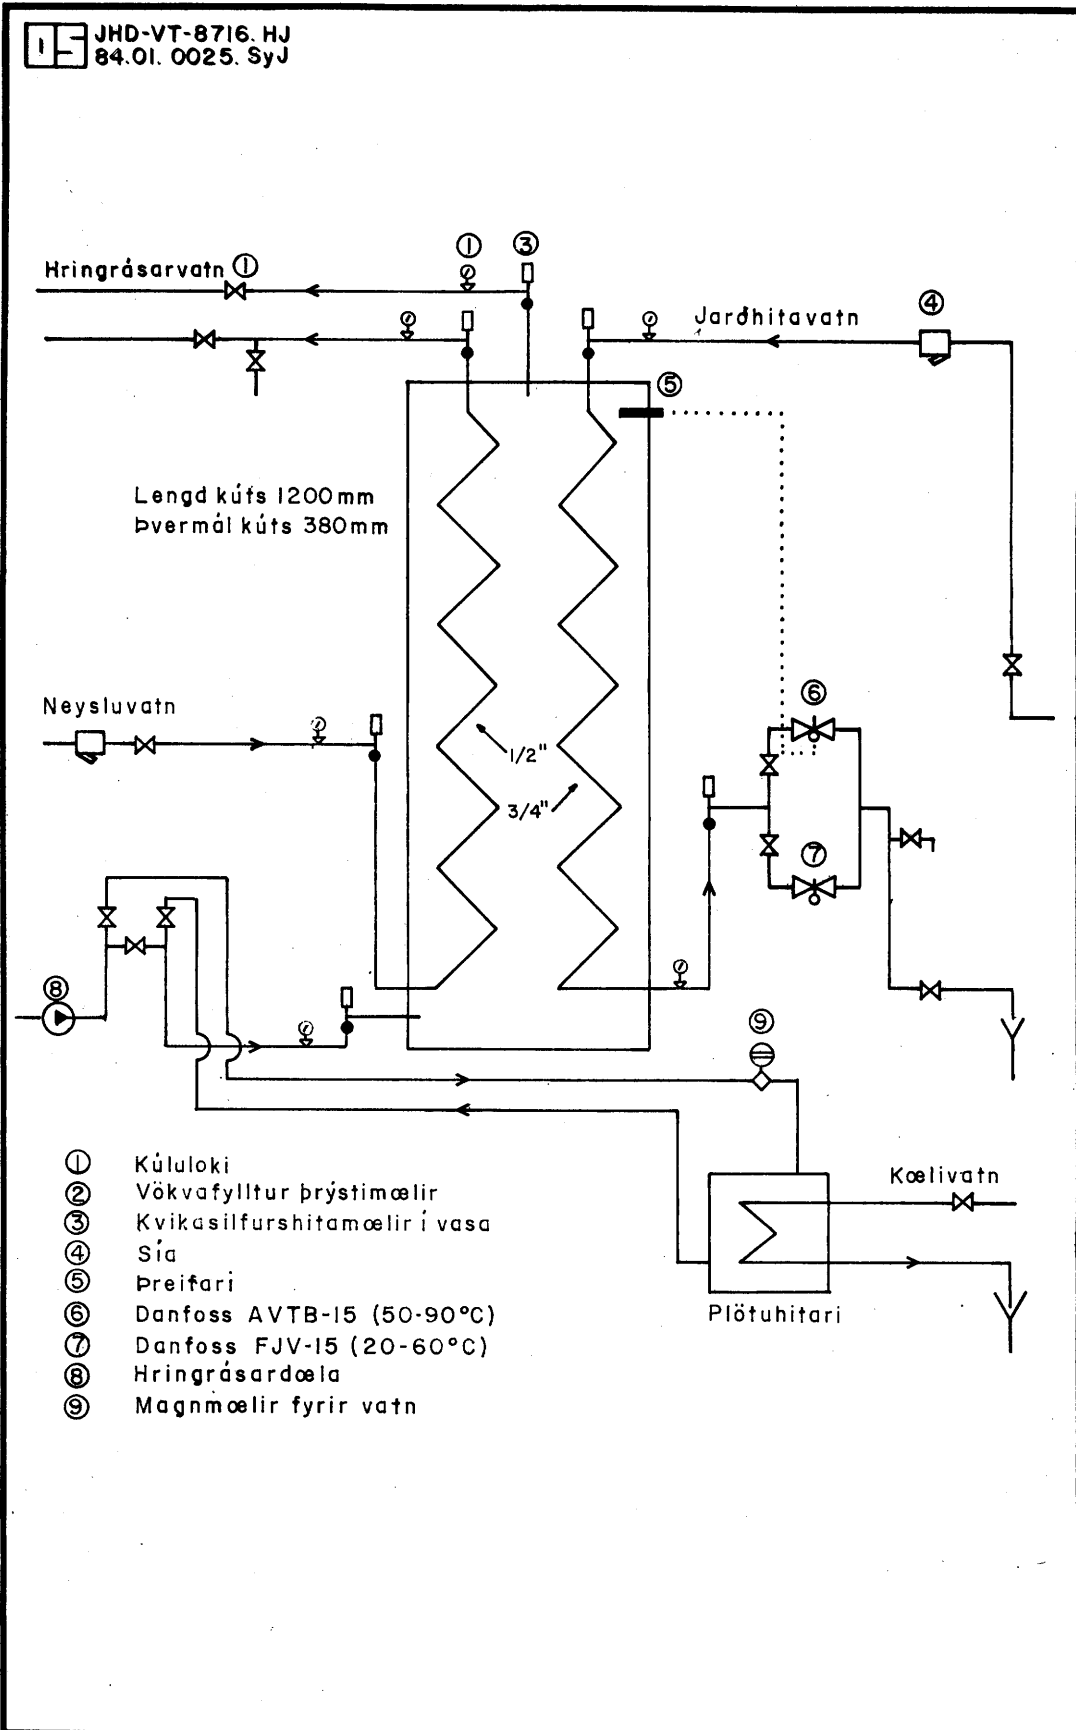 JHD-VT-8716. HJ
84.01. 0025. SyJ
① ③
Hringrásarvatn ①
Jarðhitavatn
④
⑤
Lengd kúts 1200mm
Þvermál kúts 380mm
⑥
Neysluvatn
1/2"
3/4"
⑦
⑧
⑨
① Kúluloki
② Vökvafylltur þrýstimælir
③ Kvikasilfurshitamælir í vasa
④ Sía
⑤ Þreifari
⑥ Danfoss AVTB-15 (50-90°C)
⑦ Danfoss FJV-15 (20-60°C)
⑧ Hringrásardæla
⑨ Magnmælir fyrir vatn
Kælivatn
Plötuhitari